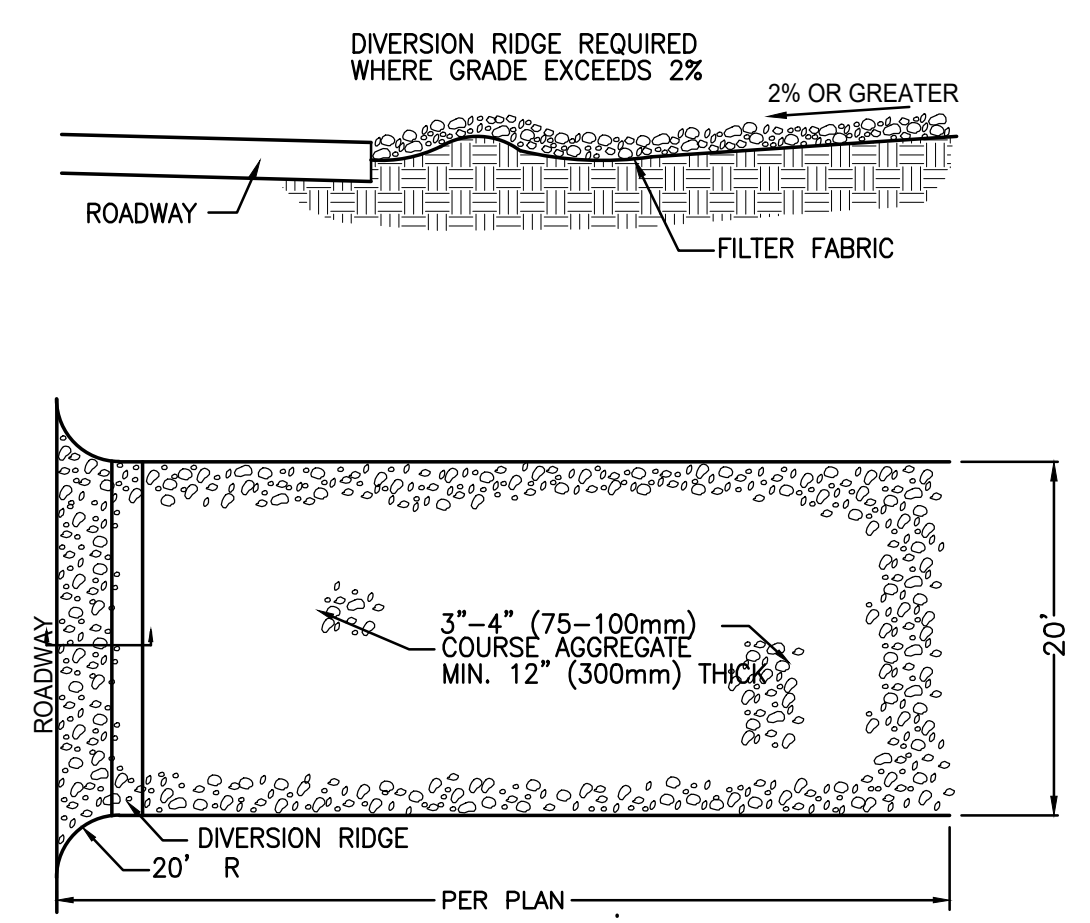 DIVERSION RIDGE REQUIRED
WHERE GRADE EXCEEDS 2%
2% OR GREATER
ROADWAY
FILTER FABRIC
3"-4" (75-100mm)
COURSE AGGREGATE
MIN. 12" (300mm) THICK
ROADWAY
20'
DIVERSION RIDGE
20' R
PER PLAN